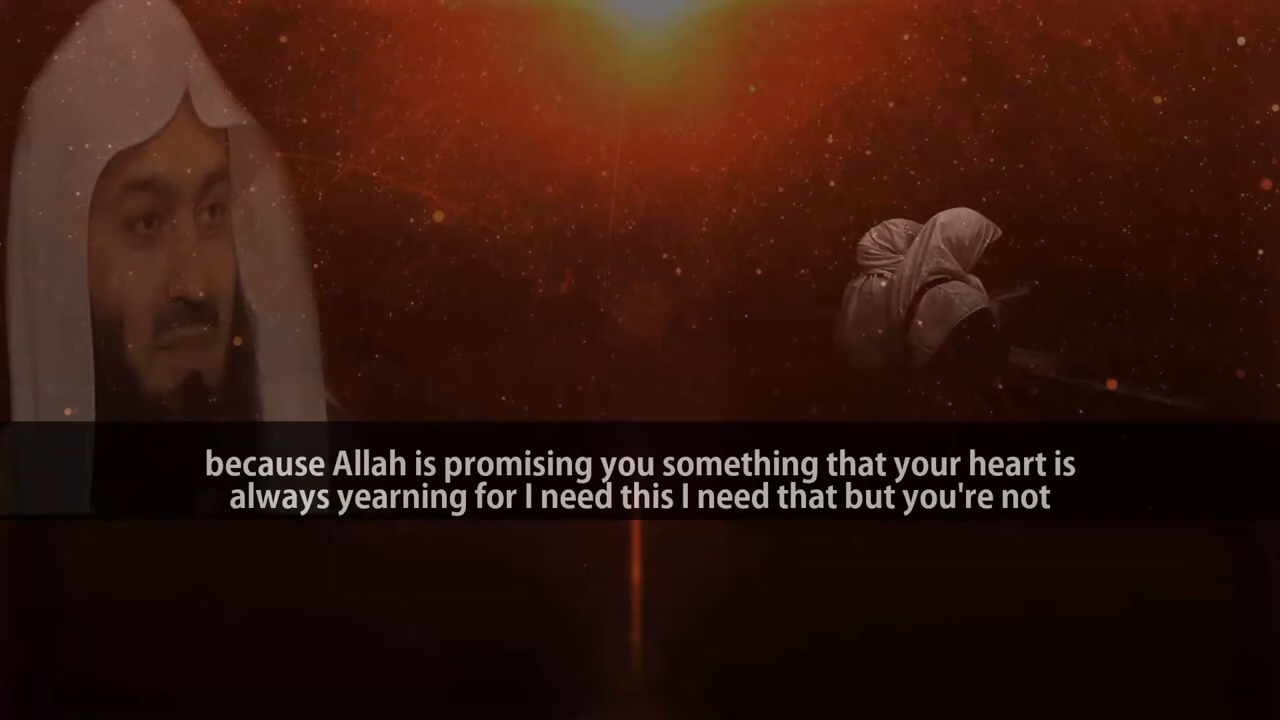 because Allah is promising you something that your heart is
always yearning for I need this I need that but you're not